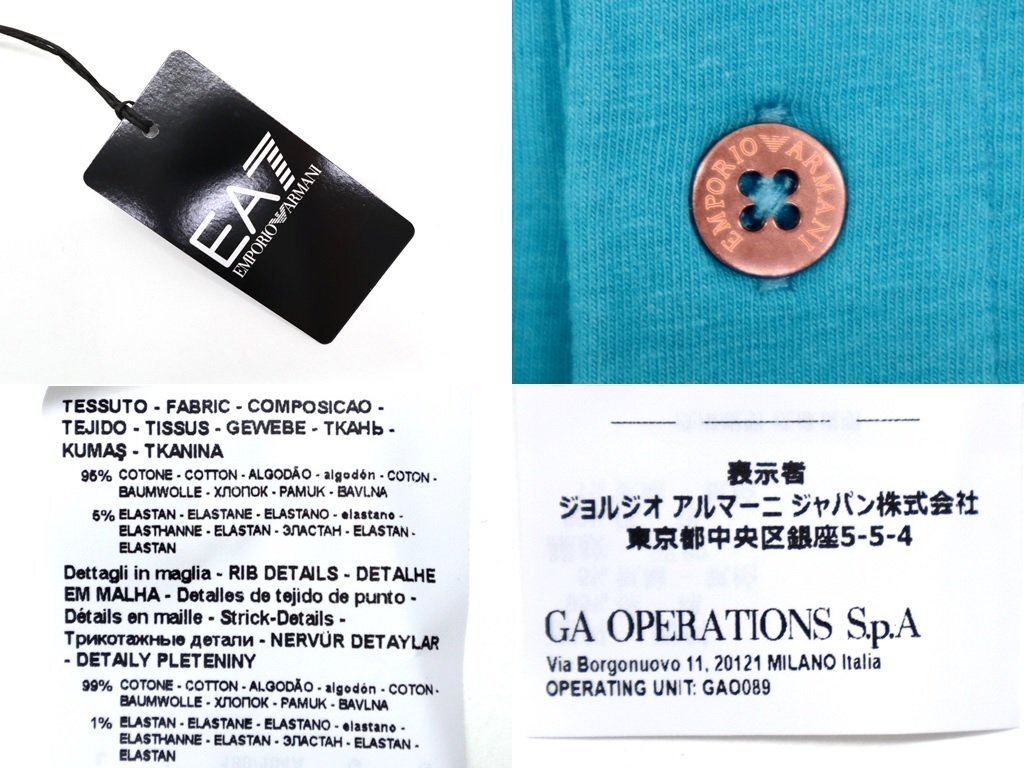 EA7
EMPORIO ARMANI
EMPORIO ARMANI
TESSUTO - FABRIC - COMPOSICAO -
TEJIDO - TISSUS - GEWEBE - ТКАНЬ -
KUMAŞ - TKANINA
95% COTONE - COTTON - ALGODÃO - algodón - COTON -
BAUMWOLLE - ХЛОПОК - PAMUK - BAVLNA
5% ELASTAN - ELASTANE - ELASTANO - elastano -
ELASTHANNE - ELASTAN - ЭЛАСТАН - ELASTAN -
ELASTAN
Dettagli in maglia - RIB DETAILS - DETALHE
EM MALHA - Detalles de tejido de punto -
Détails en maille - Strick-Details -
Трикотажные детали - NERVÜR DETAYLAR
- DETAILY PLETENINY
99% COTONE - COTTON - ALGODÃO - algodón - COTON -
BAUMWOLLE - ХЛОПОК - PAMUK - BAVLNA
1% ELASTAN - ELASTANE - ELASTANO - elastano -
ELASTHANNE - ELASTAN - ЭЛАСТАН - ELASTAN -
ELASTAN
表示者
ジョルジオ アルマーニ ジャパン株式会社
東京都中央区銀座5-5-4
GA OPERATIONS S.p.A
Via Borgonuovo 11, 20121 MILANO Italia
OPERATING UNIT: GAO089